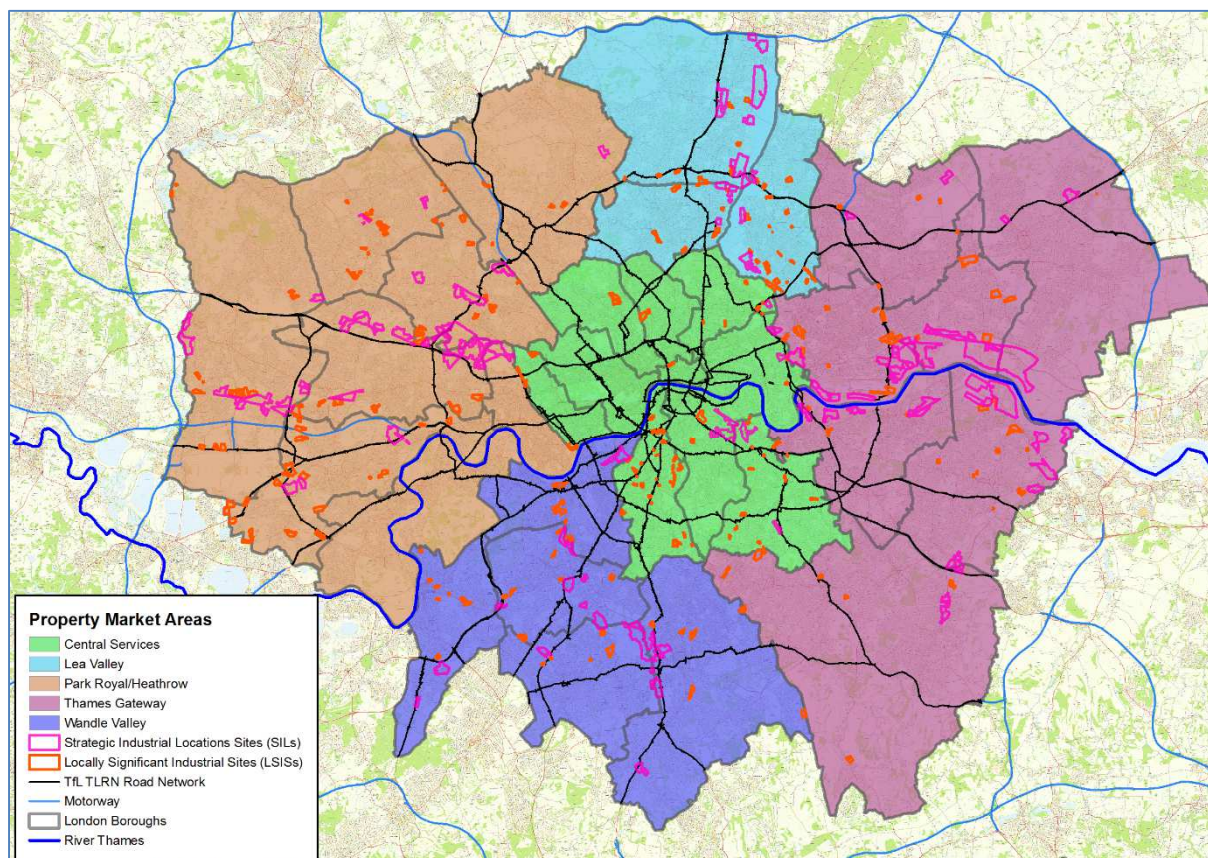 Property Market Areas
Central Services
Lea Valley
Park Royal/Heathrow
Thames Gateway
Wandle Valley
Strategic Industrial Locations Sites (SILs)
Locally Significant Industrial Sites (LSISs)
TfL TLRN Road Network
Motorway
London Boroughs
River Thames